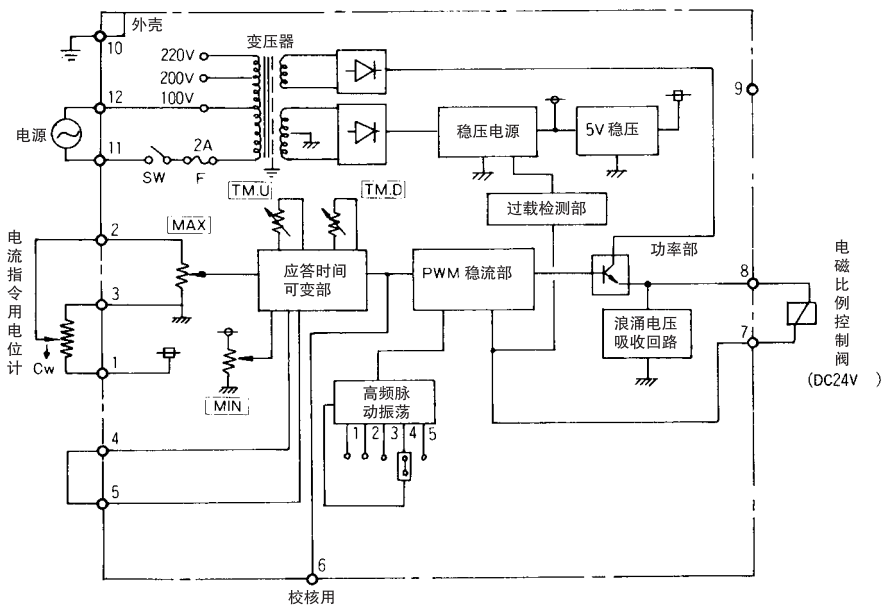 外壳
10
变压器
220V
200V
100V
12
电源
11
SW
2A
F
稳压电源
5V 稳压
9
过载检测部
TM.U
TM.D
MAX
2
应答时间
可变部
PWM 稳流部
功率部
8
电磁比例控制阀
(DC24V )
电流指令用电位计
3
1
Cw
MIN
浪涌电压
吸收回路
7
高频脉
动振荡
1 2 3 4 5
4
5
6
校核用